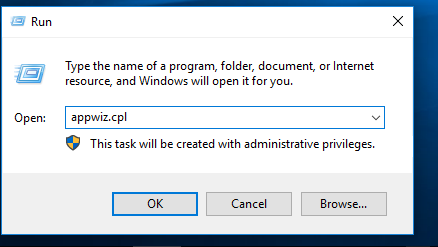 Run
Type the name of a program, folder, document, or Internet
resource, and Windows will open it for you.
Open: appwiz.cpl
This task will be created with administrative privileges.
OK Cancel Browse...